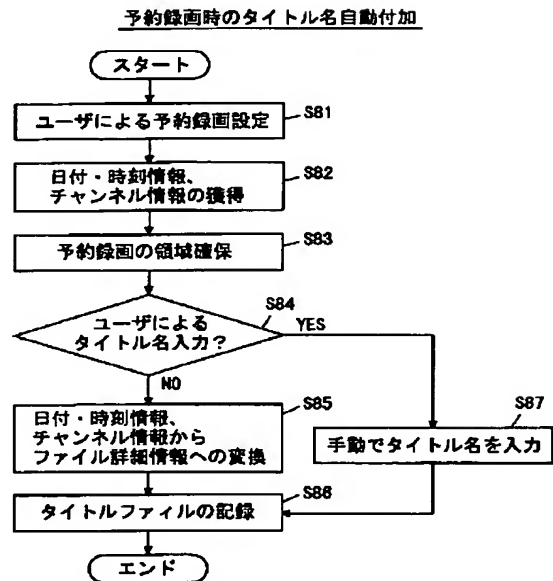 予約録画時のタイトル名自動付加
スタート
ユーザによる予約録画設定
S81
日付・時刻情報、
チャンネル情報の獲得
S82
予約録画の領域確保
S83
ユーザによる
タイトル名入力？
S84
YES
NO
日付・時刻情報、
チャンネル情報から
ファイル詳細情報への変換
S85
手動でタイトル名を入力
S87
タイトルファイルの記録
S86
エンド